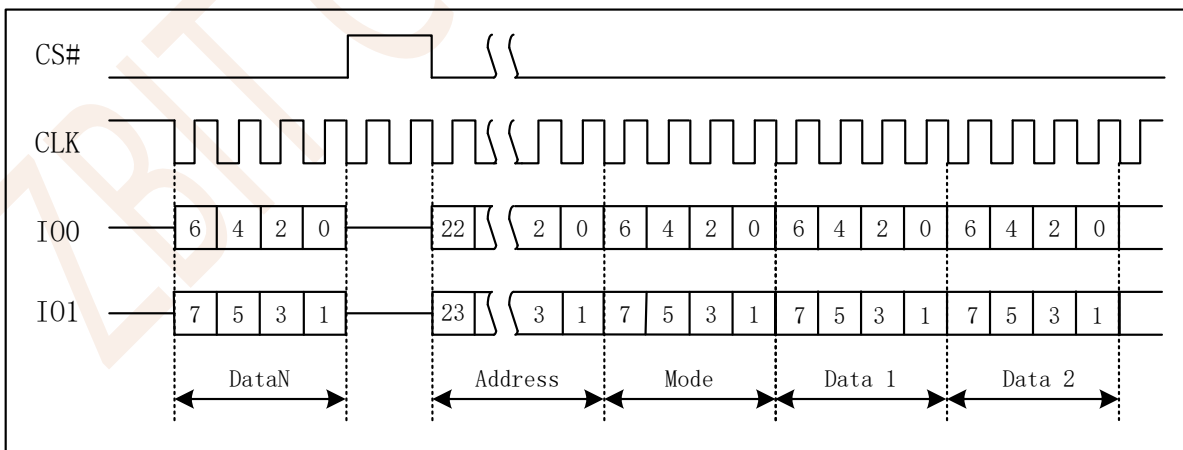 ZBIT C
CS#
CLK
IO0 6 4 2 0 22 2 0 6 4 2 0 6 4 2 0 6 4 2 0
IO1 7 5 3 1 23 3 1 7 5 3 1 7 5 3 1 7 5 3 1
DataN Address Mode Data 1 Data 2